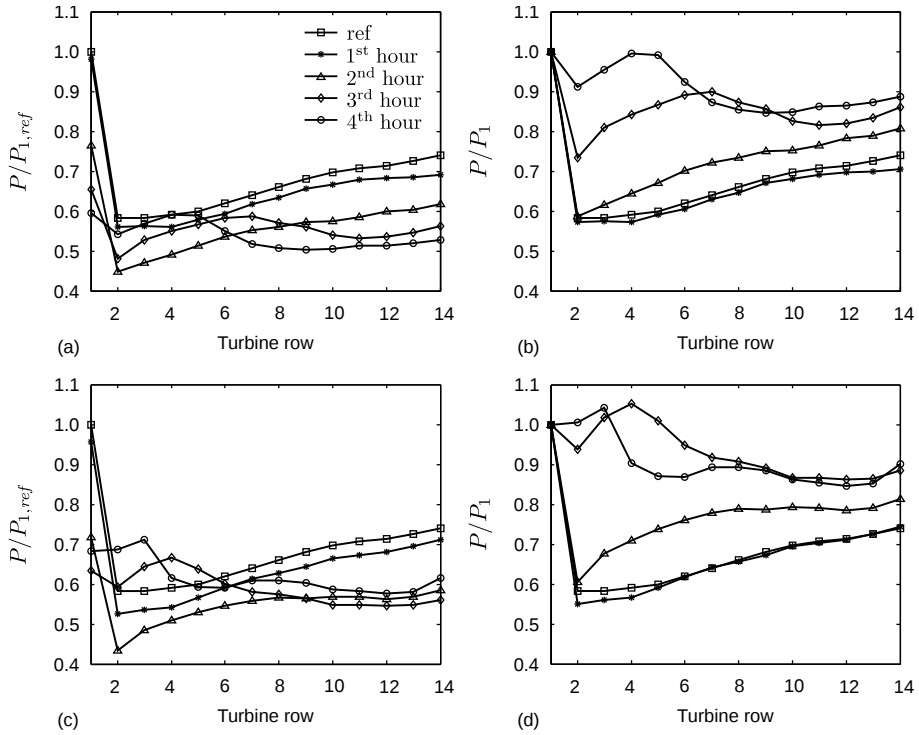 1.1
1.0
0.9
0.8
0.7
0.6
0.5
0.4
P/P1,ref
ref
1st hour
2nd hour
3rd hour
4th hour
2 4 6 8 10 12 14
(a) Turbine row
1.1
1.0
0.9
0.8
0.7
0.6
0.5
0.4
P/P1
2 4 6 8 10 12 14
(b) Turbine row
1.1
1.0
0.9
0.8
0.7
0.6
0.5
0.4
P/P1,ref
2 4 6 8 10 12 14
(c) Turbine row
1.1
1.0
0.9
0.8
0.7
0.6
0.5
0.4
P/P1
2 4 6 8 10 12 14
(d) Turbine row